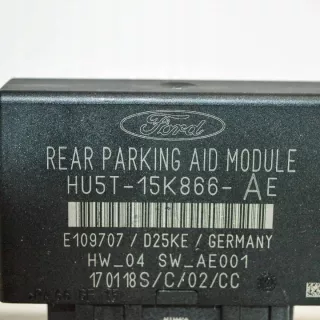 Ford
REAR PARKING AID MODULE
HU5T-15K866-AE
E109707 / D25KE / GERMANY
HW_04 SW_AE001
170118S/C/02/CC